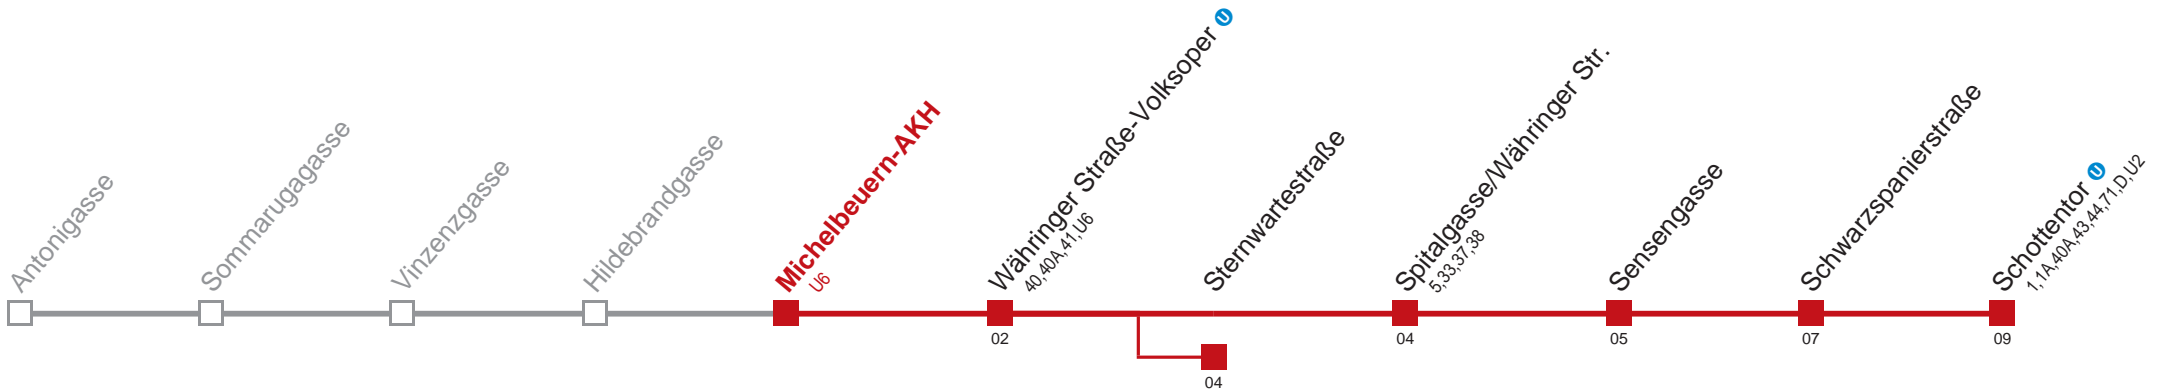 Antonigasse
Sommarugagasse
Vinzenzgasse
Hildebrandgasse
Michelbeuern-AKH
U6
Währinger Straße-Volksoper U
40,40A,41,U6
Sternwartestraße
Spitalgasse/Währinger Str.
5,33,37,38
Sensengasse
Schwarzspanierstraße
Schottentor U
1,1A,40A,43,44,71,D,U2
02
04
05
07
09
04